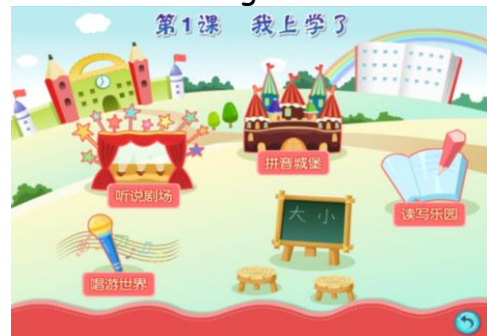 第1课 我上学了
拼音城堡
听说剧场
大 小
读写乐园
唱游世界